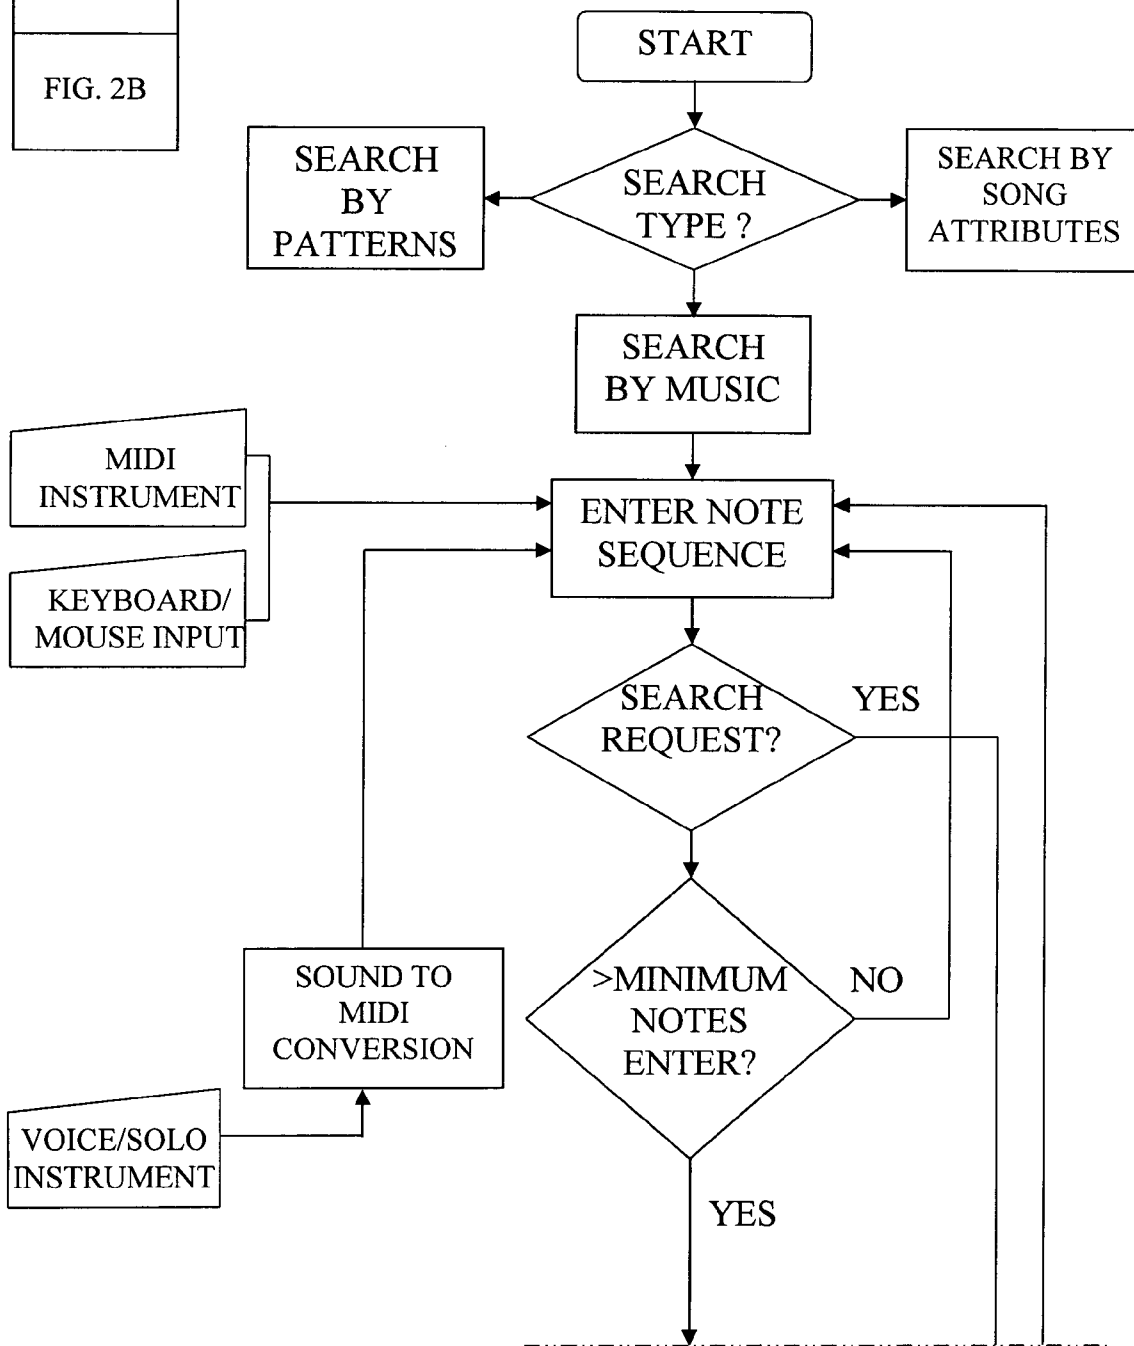 START
FIG. 2B
SEARCH
BY
PATTERNS
SEARCH
TYPE ?
SEARCH BY
SONG
ATTRIBUTES
SEARCH
BY MUSIC
MIDI
INSTRUMENT
ENTER NOTE
SEQUENCE
KEYBOARD/
MOUSE INPUT
SEARCH
REQUEST?
YES
SOUND TO
MIDI
CONVERSION
>MINIMUM
NOTES
ENTER?
NO
VOICE/SOLO
INSTRUMENT
YES